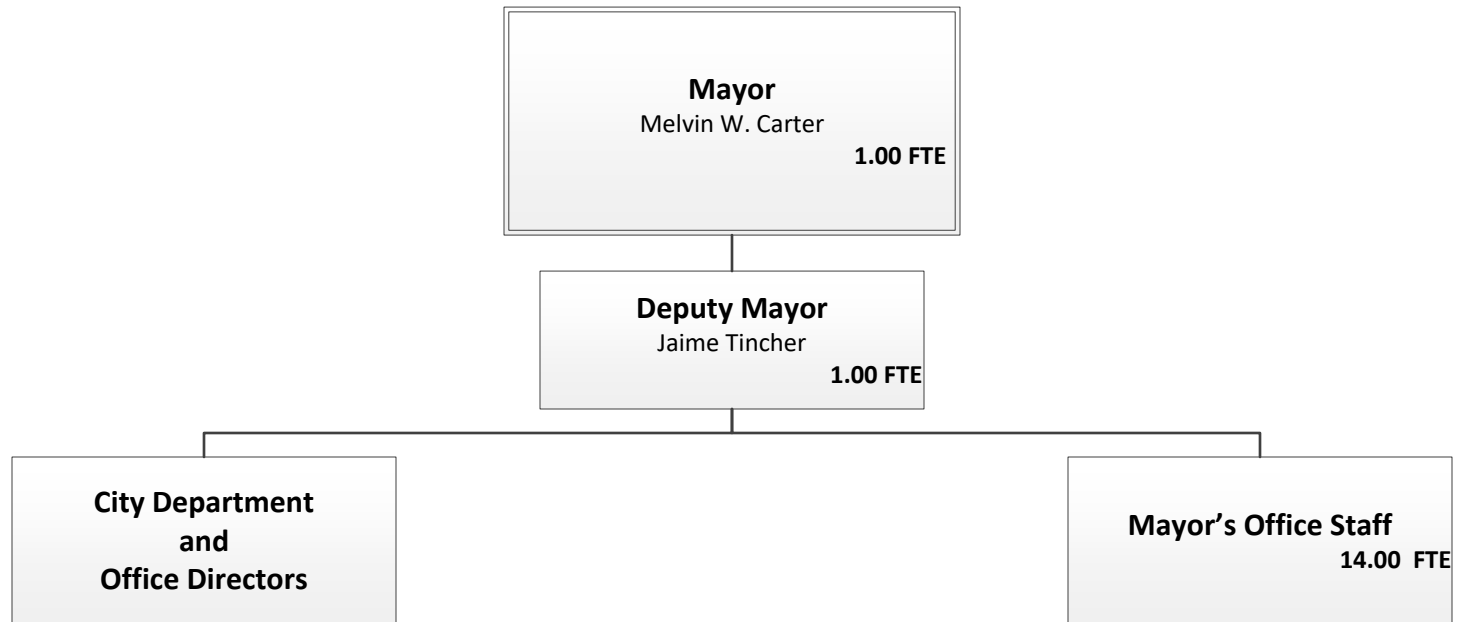 Mayor
Melvin W. Carter
1.00 FTE
Deputy Mayor
Jaime Tincher
1.00 FTE
City Department
and
Office Directors
Mayor’s Office Staff
14.00 FTE